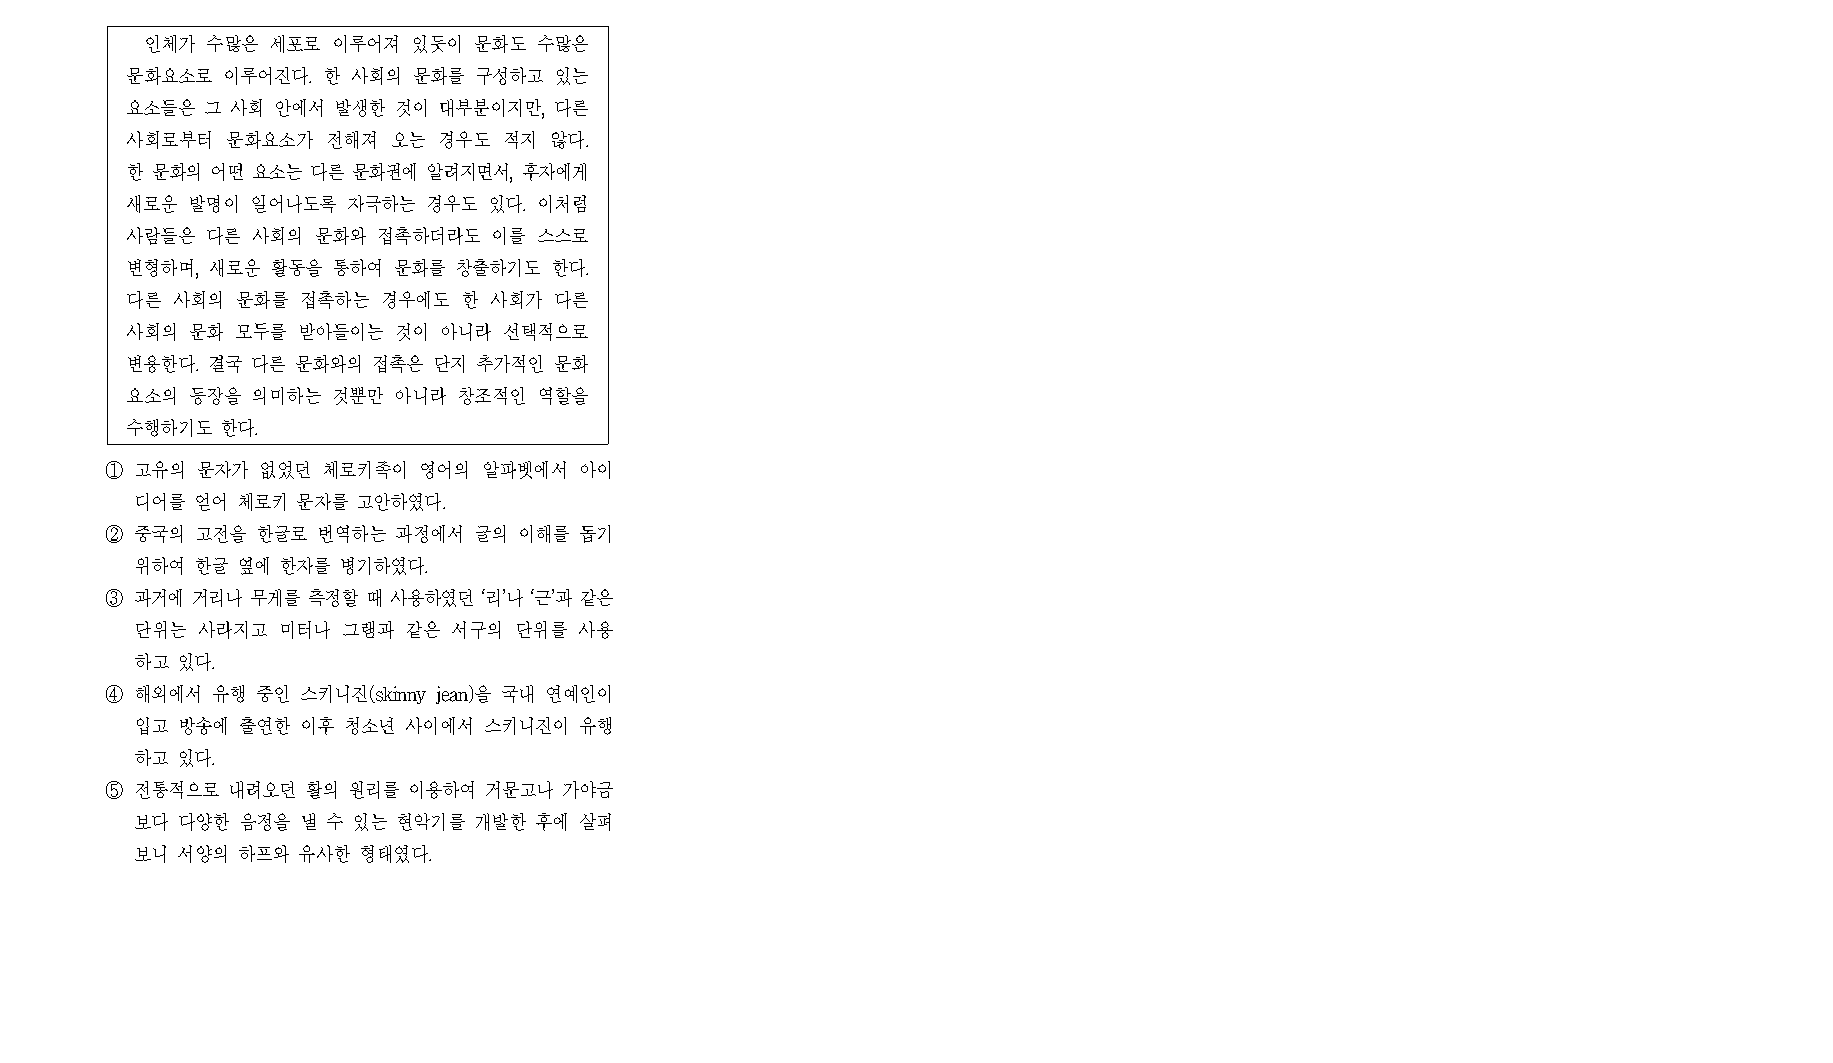 인체가 수많은 세포로 이루어져 있듯이 문화도 수많은
문화요소로 이루어진다. 한 사회의 문화를 구성하고 있는
요소들은 그 사회 안에서 발생한 것이 대부분이지만, 다른
사회로부터 문화요소가 전해져 오는 경우도 적지 않다.
한 문화의 어떤 요소는 다른 문화권에 알려지면서, 후자에게
새로운 발명이 일어나도록 자극하는 경우도 있다. 이처럼
사람들은 다른 사회의 문화와 접촉하더라도 이를 스스로
변형하며, 새로운 활동을 통하여 문화를 창출하기도 한다.
다른 사회의 문화를 접촉하는 경우에도 한 사회가 다른
사회의 문화 모두를 받아들이는 것이 아니라 선택적으로
변용한다. 결국 다른 문화와의 접촉은 단지 추가적인 문화
요소의 등장을 의미하는 것뿐만 아니라 창조적인 역할을
수행하기도 한다.
① 고유의 문자가 없었던 체로키족이 영어의 알파벳에서 아이
디어를 얻어 체로키 문자를 고안하였다.
② 중국의 고전을 한글로 번역하는 과정에서 글의 이해를 돕기
위하여 한글 옆에 한자를 병기하였다.
③ 과거에 거리나 무게를 측정할 때 사용하였던 ‘리’나 ‘근’과 같은
단위는 사라지고 미터나 그램과 같은 서구의 단위를 사용
하고 있다.
④ 해외에서 유행 중인 스키니진(skinny jean)을 국내 연예인이
입고 방송에 출연한 이후 청소년 사이에서 스키니진이 유행
하고 있다.
⑤ 전통적으로 내려오던 활의 원리를 이용하여 거문고나 가야금
보다 다양한 음정을 낼 수 있는 현악기를 개발한 후에 살펴
보니 서양의 하프와 유사한 형태였다.